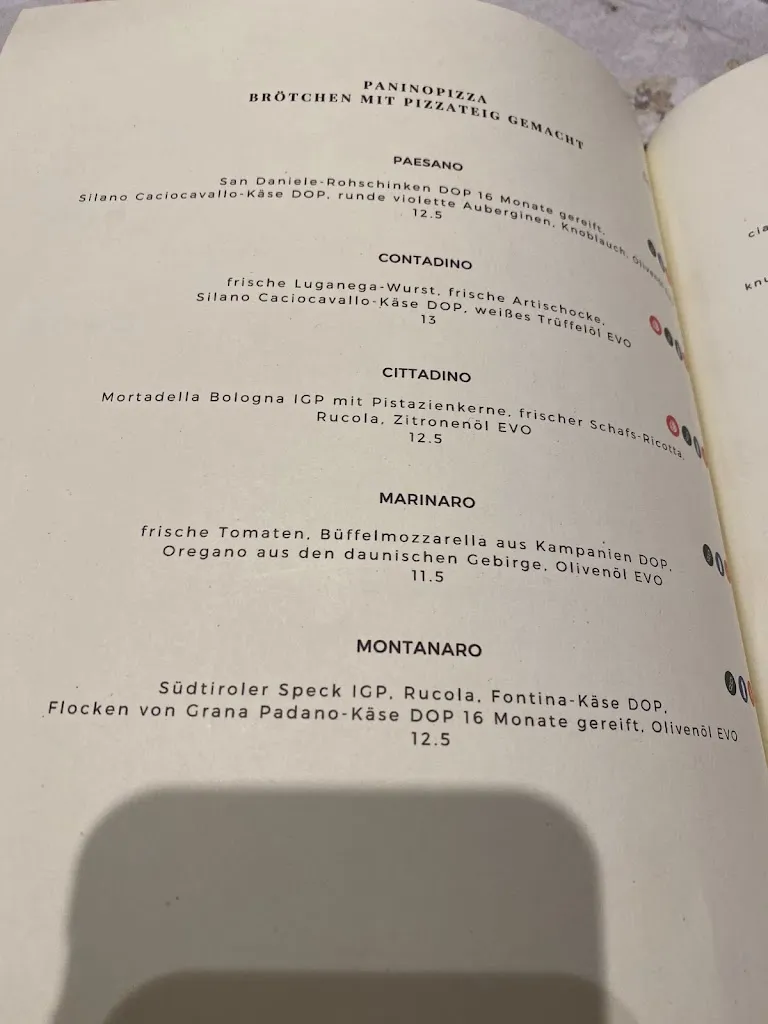 PANINOPIZZA
BRÖTCHEN MIT PIZZATEIG GEMACHT
PAESANO
San Daniele-Rohschinken DOP 16 Monate gereift,
Silano Caciocavallo-Käse DOP, runde violette Auberginen, Knoblauch, Olivenöl
12.5
CONTADINO
frische Luganega-Wurst, frische Artischocke,
Silano Caciocavallo-Käse DOP, weißes Trüffelöl EVO
13
CITTADINO
Mortadella Bologna IGP mit Pistazienkerne, frischer Schafs-Ricotta,
Rucola, Zitronenöl EVO
12.5
MARINARO
frische Tomaten, Büffelmozzarella aus Kampanien DOP,
Oregano aus den daunischen Gebirge, Olivenöl EVO
11.5
MONTANARO
Südtiroler Speck IGP, Rucola, Fontina-Käse DOP,
Flocken von Grana Padano-Käse DOP 16 Monate gereift, Olivenöl EVO
12.5